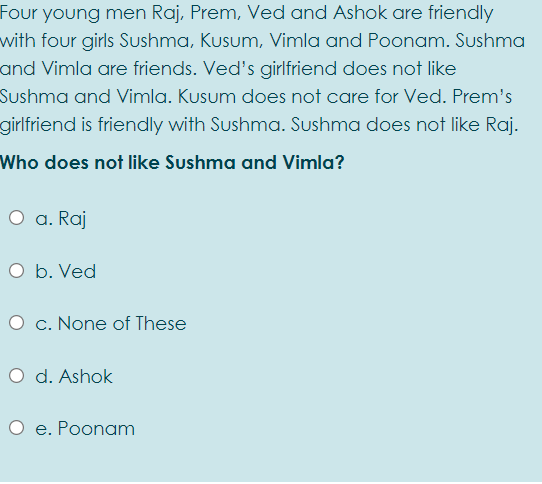 Four young men Raj, Prem, Ved and Ashok are friendly
with four girls Sushma, Kusum, Vimla and Poonam. Sushma
and Vimla are friends. Ved's girlfriend does not like
Sushma and Vimla. Kusum does not care for Ved. Prem's
girlfriend is friendly with Sushma. Sushma does not like Raj.
Who does not like Sushma and Vimla?
a. Raj
b. Ved
c. None of These
d. Ashok
e. Poonam